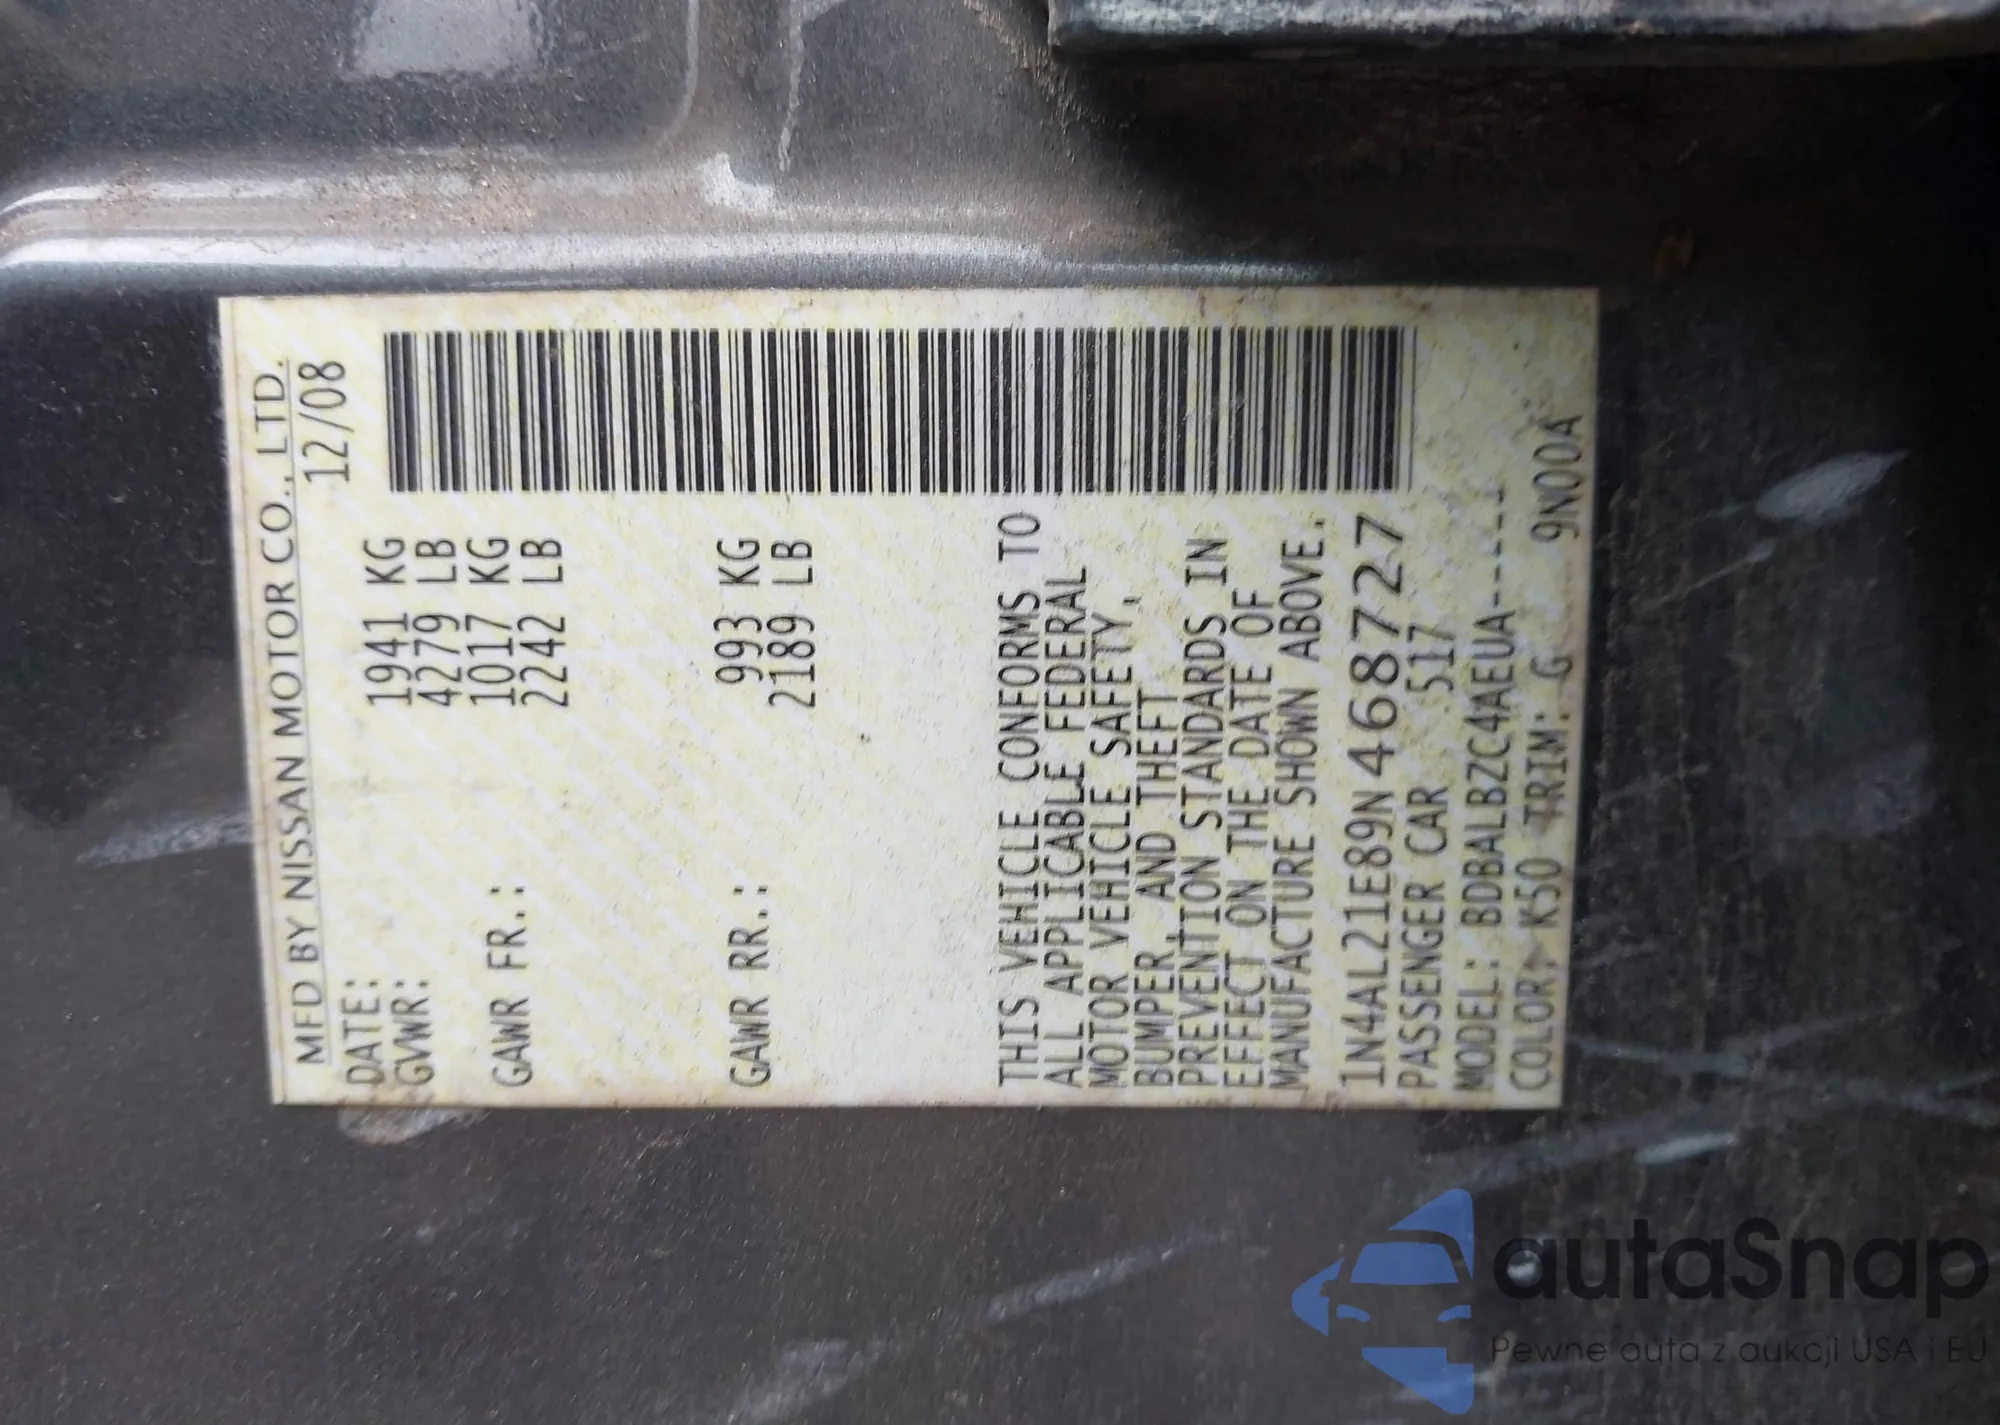 MFD BY NISSAN MOTOR CO., LTD.
DATE: 12/08
GVWR: 1941 KG
4279 LB
GAWR FR.: 1017 KG
2242 LB
GAWR RR.: 993 KG
2189 LB
THIS VEHICLE CONFORMS TO
ALL APPLICABLE FEDERAL
MOTOR VEHICLE SAFETY,
BUMPER, AND THEFT
PREVENTION STANDARDS IN
EFFECT ON THE DATE OF
MANUFACTURE SHOWN ABOVE.
1N4AL21E89N468727
PASSENGER CAR 517
MODEL: BDBALBZC4AEUA-----
COLOR: K50 TRIM: G 9N00A
autaSnap
Pewne auta z aukcji USA i EU